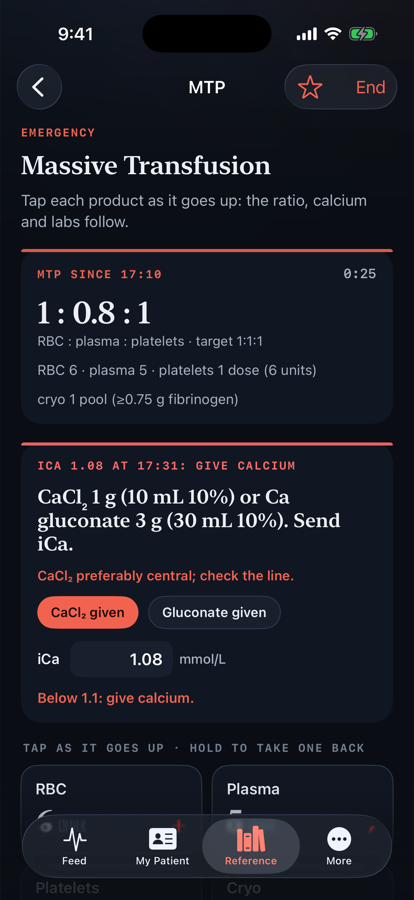 9:41
MTP
End
EMERGENCY
Massive Transfusion
Tap each product as it goes up: the ratio, calcium
and labs follow.
MTP SINCE 17:10
0:25
1 : 0.8 : 1
RBC : plasma : platelets · target 1:1:1
RBC 6 · plasma 5 · platelets 1 dose (6 units)
cryo 1 pool (≥0.75 g fibrinogen)
ICA 1.08 AT 17:31: GIVE CALCIUM
CaCl₂ 1 g (10 mL 10%) or Ca
gluconate 3 g (30 mL 10%). Send
iCa.
CaCl₂ preferably central; check the line.
CaCl₂ given
Gluconate given
iCa
1.08
mmol/L
Below 1.1: give calcium.
TAP AS IT GOES UP · HOLD TO TAKE ONE BACK
RBC
Plasma
Feed
My Patient
Reference
More
Platelets
Cryo